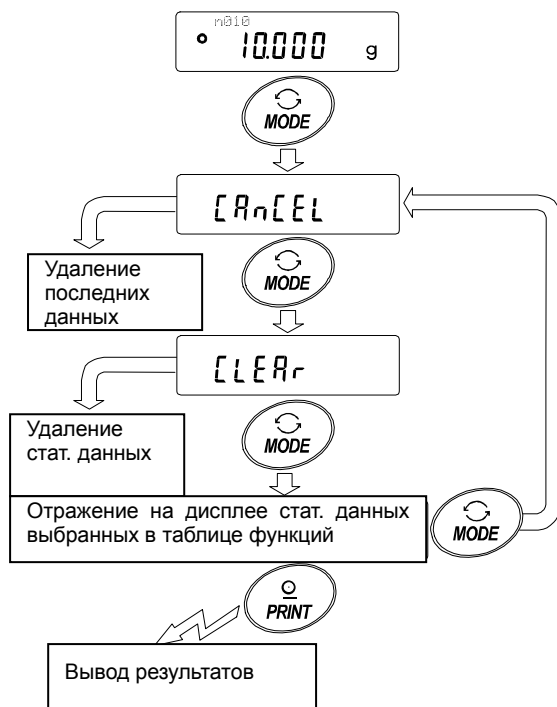 n010
10.000 g
MODE
CAnCEL
Удаление
последних
данных
MODE
CLEAr
Удаление
стат. данных
MODE
Отражение на дисплее стат. данных
выбранных в таблице функций
MODE
PRINT
Вывод результатов